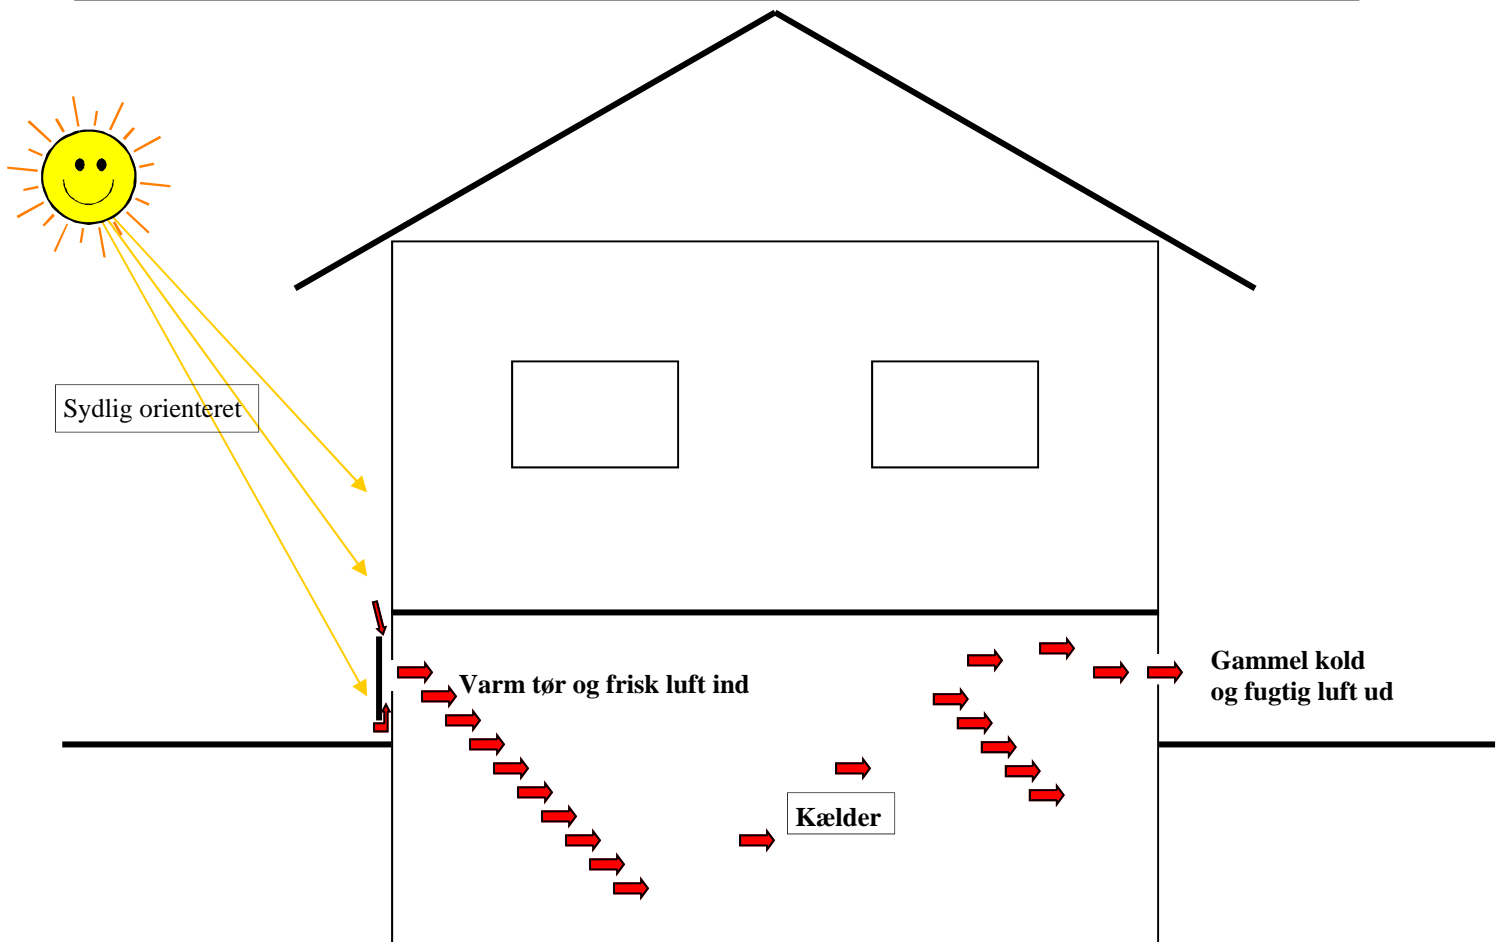 Sydlig orienteret
Varm tør og frisk luft ind
Gammel kold
og fugtig luft ud
Kælder